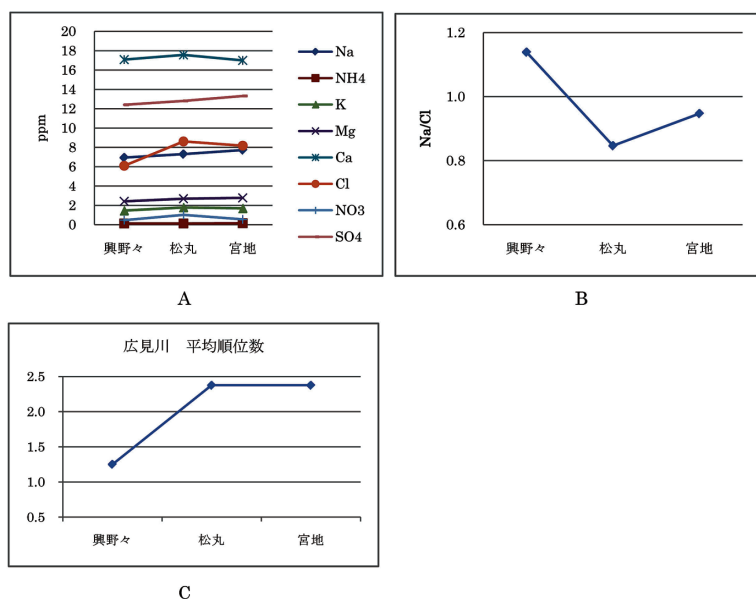 20
18
16
14
12
10
8
6
4
2
0
ppm
興野々 松丸 宮地
Na
NH4
K
Mg
Ca
Cl
NO3
SO4
A
1.2
1.0
0.8
0.6
Na/Cl
興野々 松丸 宮地
B
広見川 平均順位数
2.5
2.0
1.5
1.0
0.5
興野々 松丸 宮地
C